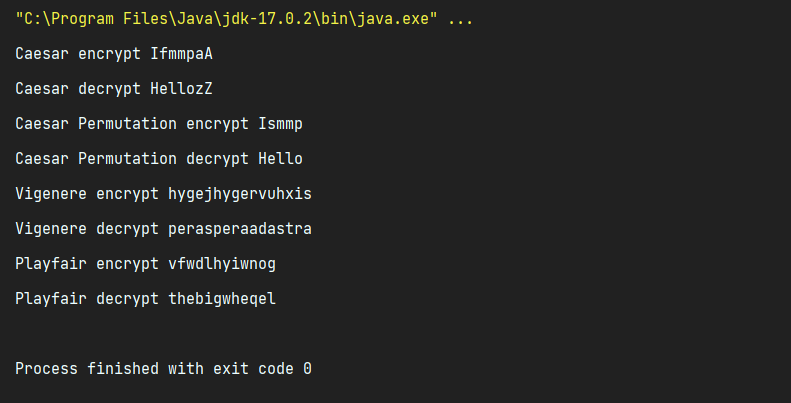 "C:\Program Files\Java\jdk-17.0.2\bin\java.exe" ...
Caesar encrypt IfmmpaA
Caesar decrypt HellozZ
Caesar Permutation encrypt Ismmp
Caesar Permutation decrypt Hello
Vigenere encrypt hygejhygervuhxis
Vigenere decrypt perasperaadastra
Playfair encrypt vfwdlhyiwnog
Playfair decrypt thebigwheqel
Process finished with exit code 0